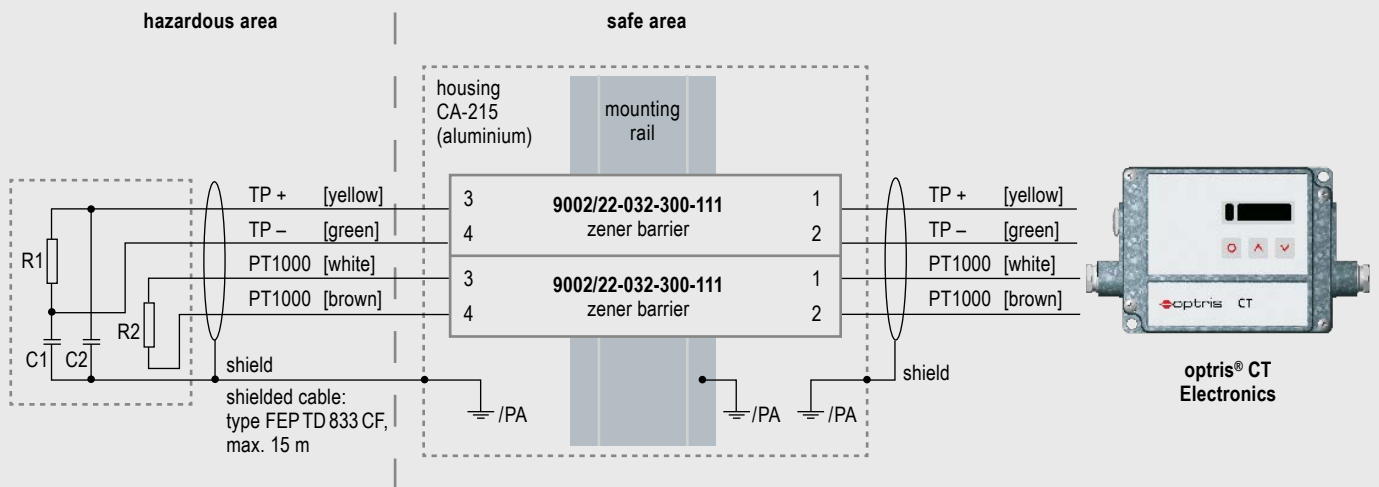 hazardous area
safe area
housing
CA-215
(aluminium)
mounting
rail
TP + [yellow]
TP – [green]
PT1000 [white]
PT1000 [brown]
R1
R2
C1
C2
shield
shielded cable:
type FEP TD 833 CF,
max. 15 m
3
4
9002/22-032-300-111
zener barrier
1
2
3
4
9002/22-032-300-111
zener barrier
1
2
/PA
/PA
/PA
TP + [yellow]
TP – [green]
PT1000 [white]
PT1000 [brown]
shield
optris CT
optris® CT
Electronics